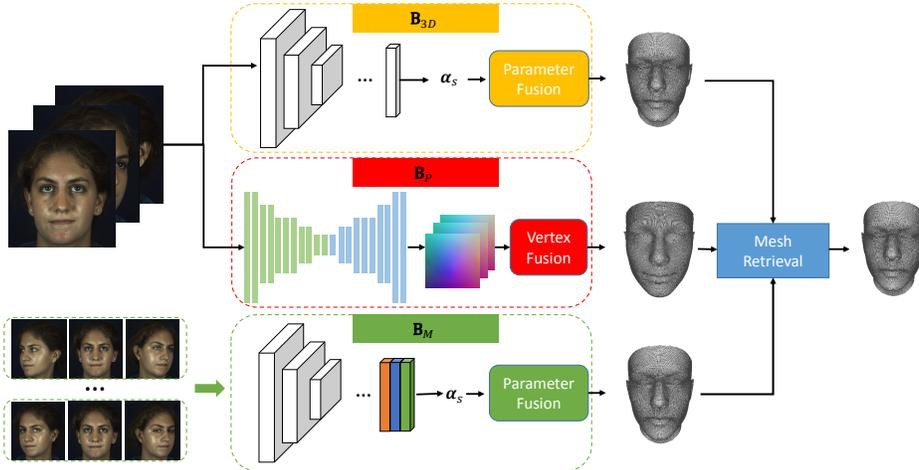 B3D
...
αs
Parameter
Fusion
BP
Vertex
Fusion
Mesh
Retrieval
BM
...
...
αs
Parameter
Fusion